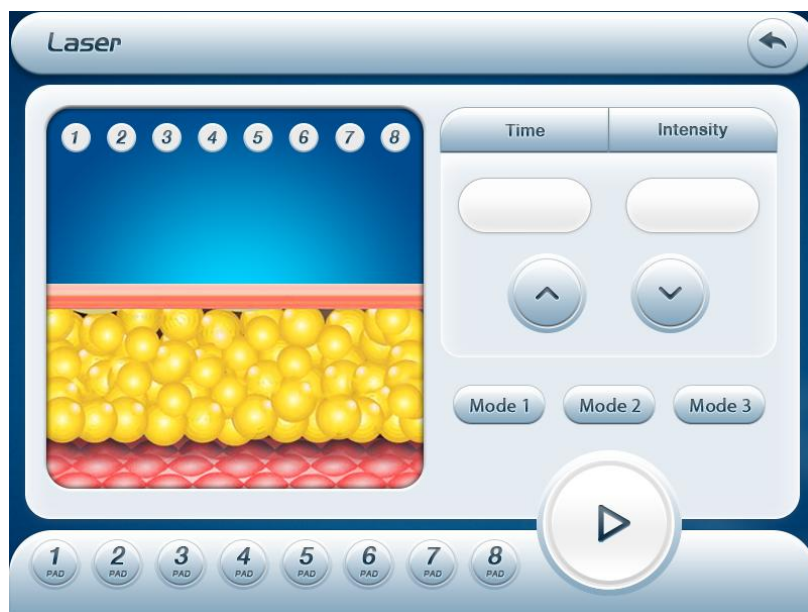 Laser
1 2 3 4 5 6 7 8
Time Intensity
Mode 1 Mode 2 Mode 3
1 2 3 4 5 6 7 8
PAD PAD PAD PAD PAD PAD PAD PAD